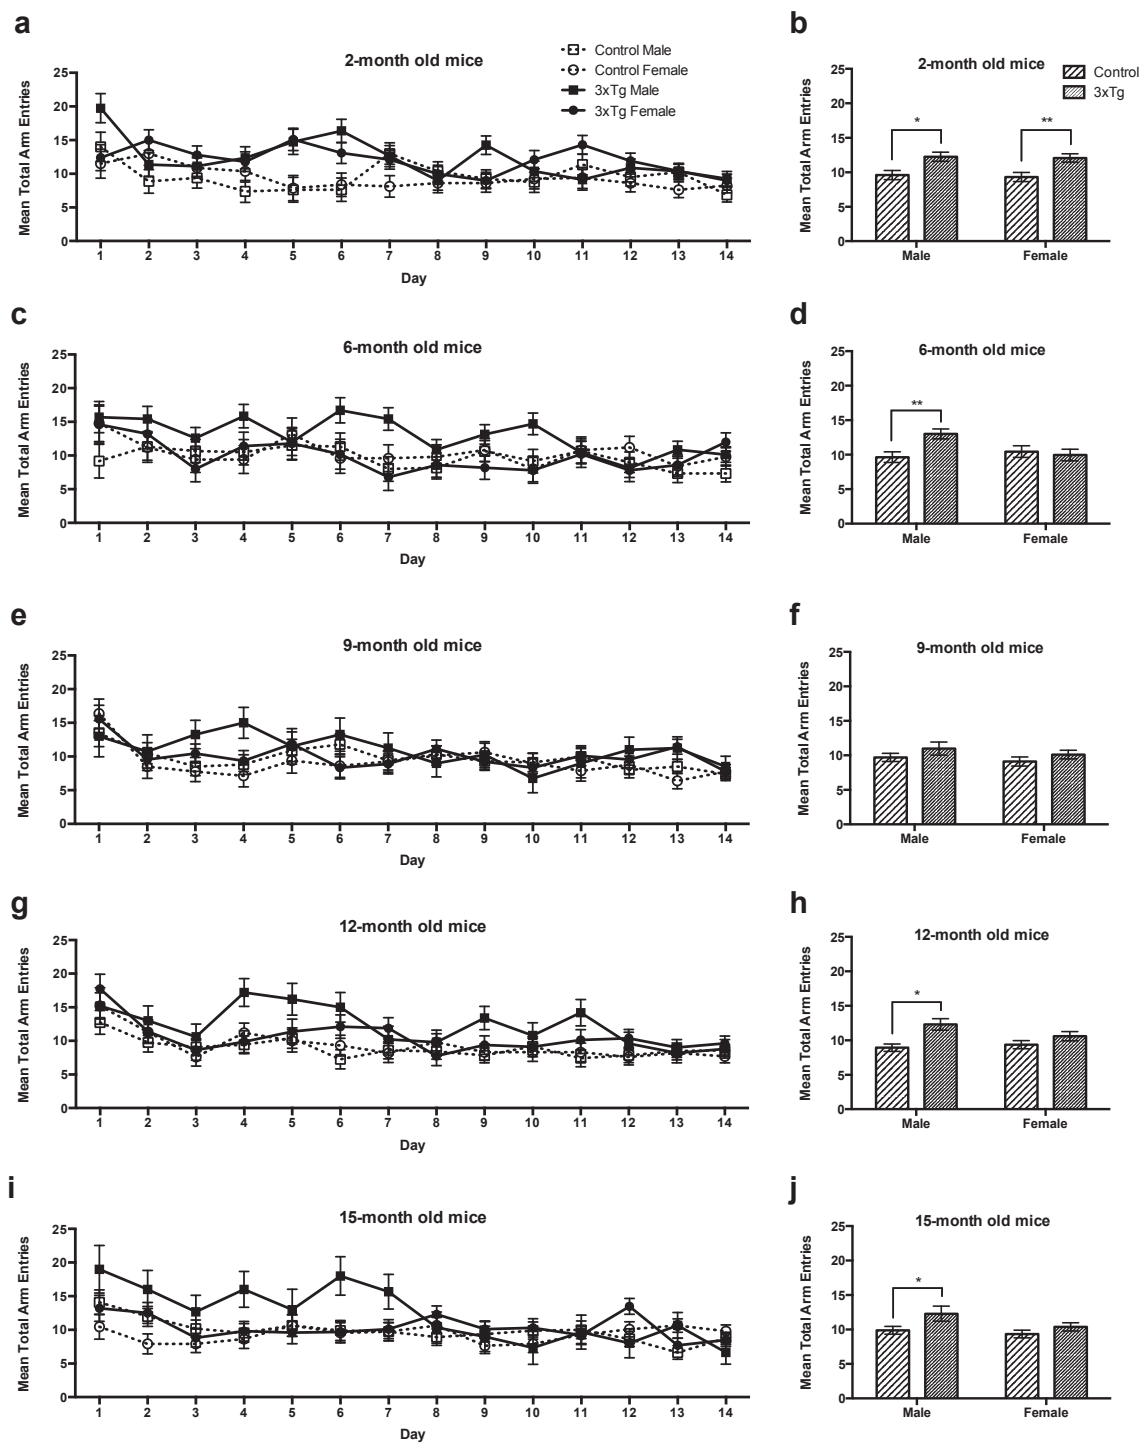 a
2-month old mice
Control Male
Control Female
3xTg Male
3xTg Female
Mean Total Arm Entries
25
20
15
10
5
0
1 2 3 4 5 6 7 8 9 10 11 12 13 14
Day
b
2-month old mice
Control
3xTg
Mean Total Arm Entries
25
20
15
10
5
0
* **
Male Female
c
6-month old mice
Mean Total Arm Entries
25
20
15
10
5
0
1 2 3 4 5 6 7 8 9 10 11 12 13 14
Day
d
6-month old mice
Mean Total Arm Entries
25
20
15
10
5
0
**
Male Female
e
9-month old mice
Mean Total Arm Entries
25
20
15
10
5
0
1 2 3 4 5 6 7 8 9 10 11 12 13 14
Day
f
9-month old mice
Mean Total Arm Entries
25
20
15
10
5
0
Male Female
g
12-month old mice
Mean Total Arm Entries
25
20
15
10
5
0
1 2 3 4 5 6 7 8 9 10 11 12 13 14
Day
h
12-month old mice
Mean Total Arm Entries
25
20
15
10
5
0
*
Male Female
i
15-month old mice
Mean Total Arm Entries
25
20
15
10
5
0
1 2 3 4 5 6 7 8 9 10 11 12 13 14
Day
j
15-month old mice
Mean Total Arm Entries
25
20
15
10
5
0
*
Male Female